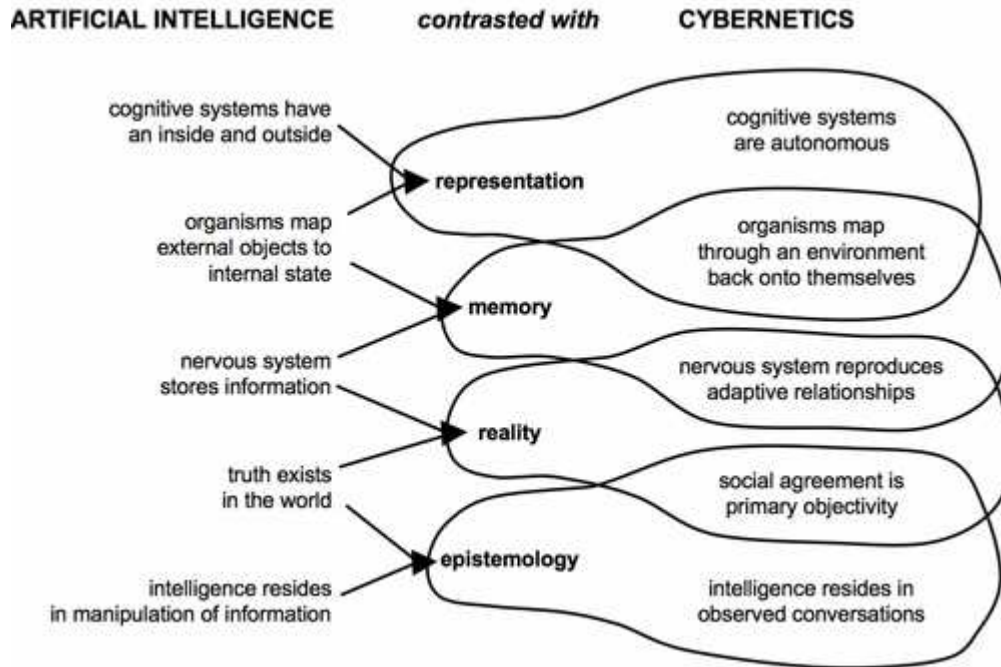 ARTIFICIAL INTELLIGENCE contrasted with CYBERNETICS
cognitive systems have
an inside and outside
cognitive systems
are autonomous
representation
organisms map
external objects to
internal state
organisms map
through an environment
back onto themselves
memory
nervous system
stores information
nervous system reproduces
adaptive relationships
reality
truth exists
in the world
social agreement is
primary objectivity
epistemology
intelligence resides
in manipulation of information
intelligence resides in
observed conversations